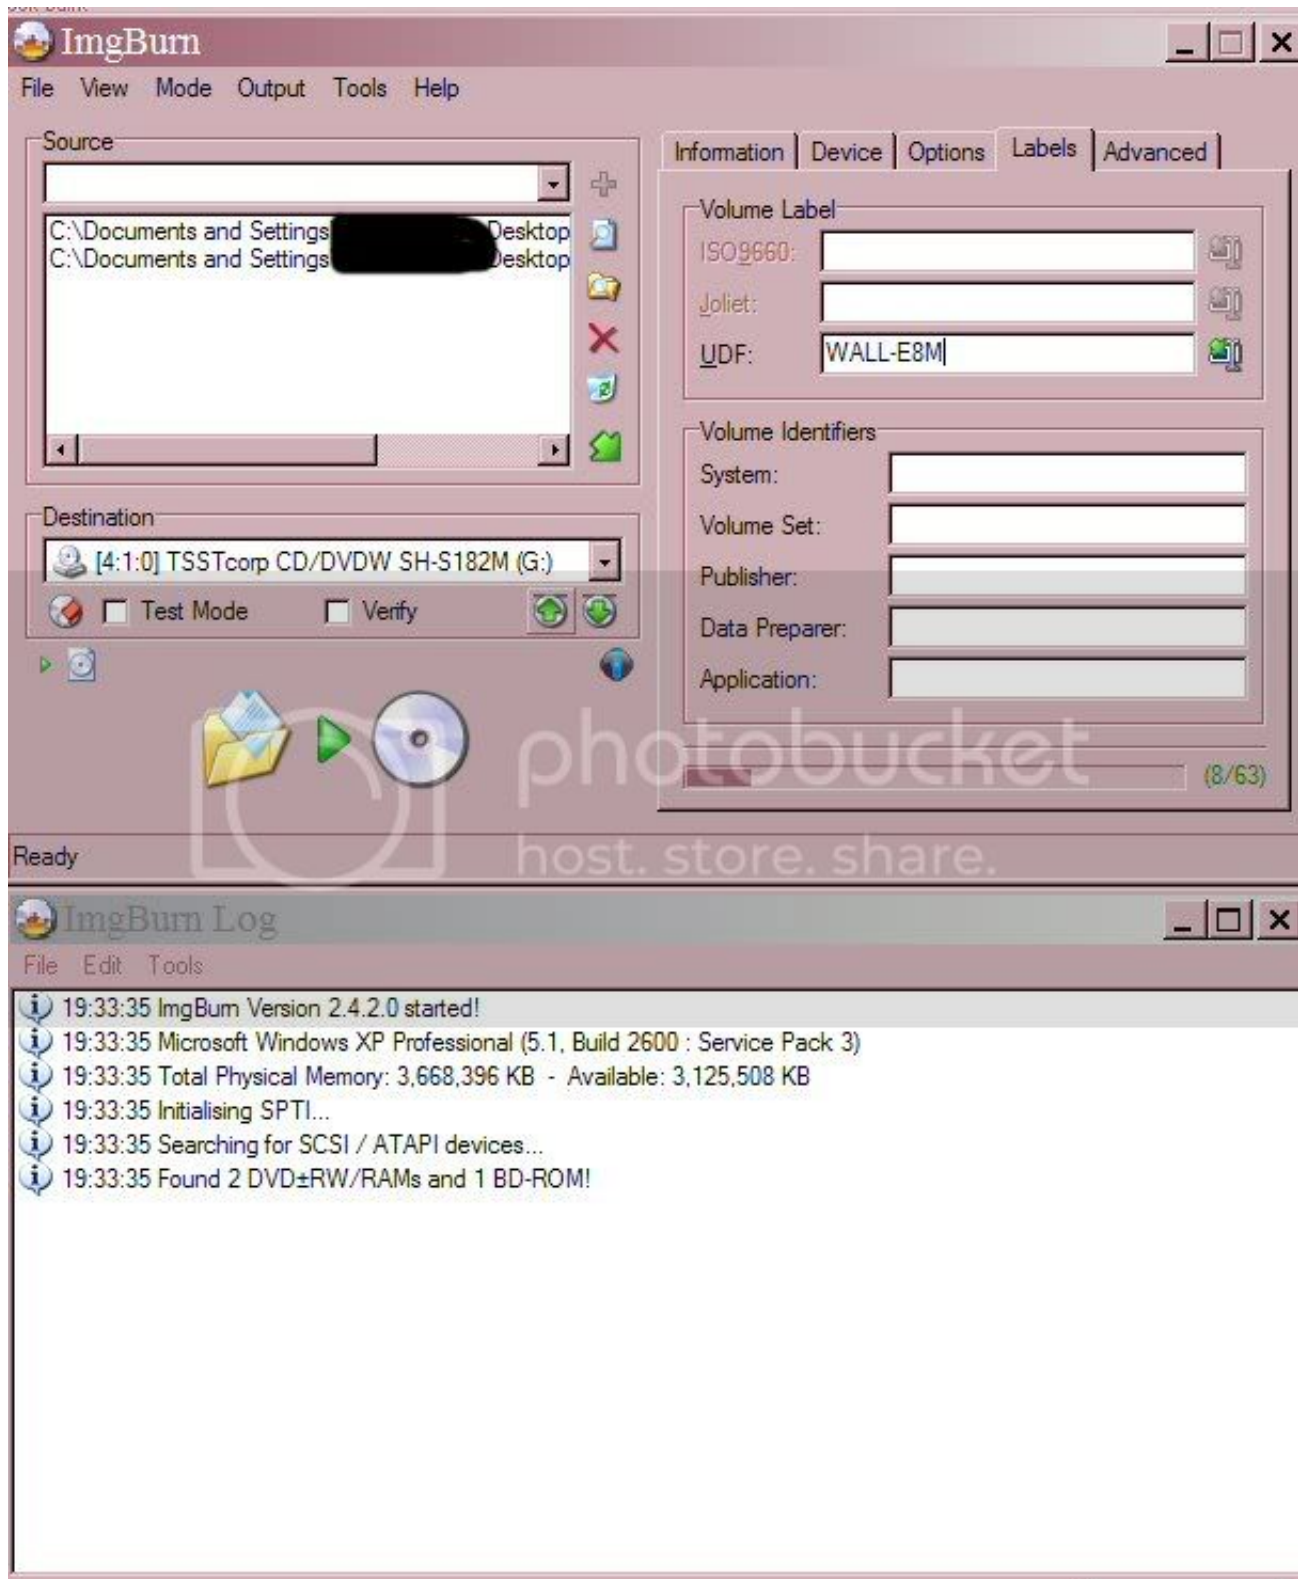 ImgBurn
File View Mode Output Tools Help
Source
C:\Documents and Settings Desktop
C:\Documents and Settings Desktop
Destination
[4:1:0] TSSTcorp CD/DVDW SH-S182M (G:)
Test Mode Verify
Information Device Options Labels Advanced
Volume Label
ISO9660:
Joliet:
UDF: WALL-E8M
Volume Identifiers
System:
Volume Set:
Publisher:
Data Preparer:
Application:
(8/63)
photobucket
host. store. share.
Ready
ImgBurn Log
File Edit Tools
19:33:35 ImgBurn Version 2.4.2.0 started!
19:33:35 Microsoft Windows XP Professional (5.1, Build 2600 : Service Pack 3)
19:33:35 Total Physical Memory: 3,668,396 KB - Available: 3,125,508 KB
19:33:35 Initialising SPTI...
19:33:35 Searching for SCSI / ATAPI devices...
19:33:35 Found 2 DVD±RW/RAMs and 1 BD-ROM!